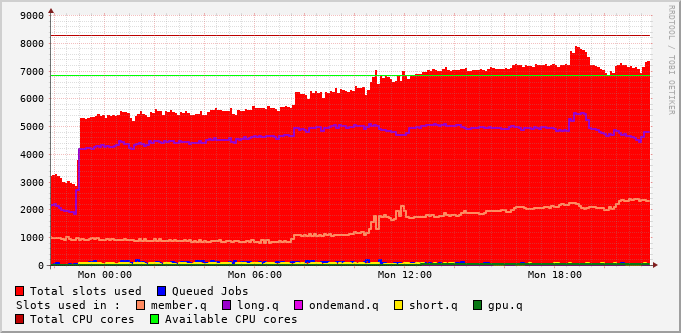 9000
8000
7000
6000
5000
4000
3000
2000
1000
0
Mon 00:00 Mon 06:00 Mon 12:00 Mon 18:00
RRDTOOL / TOBI OETIKER
Total slots used Queued Jobs
Slots used in : member.q long.q ondemand.q short.q gpu.q
Total CPU cores Available CPU cores